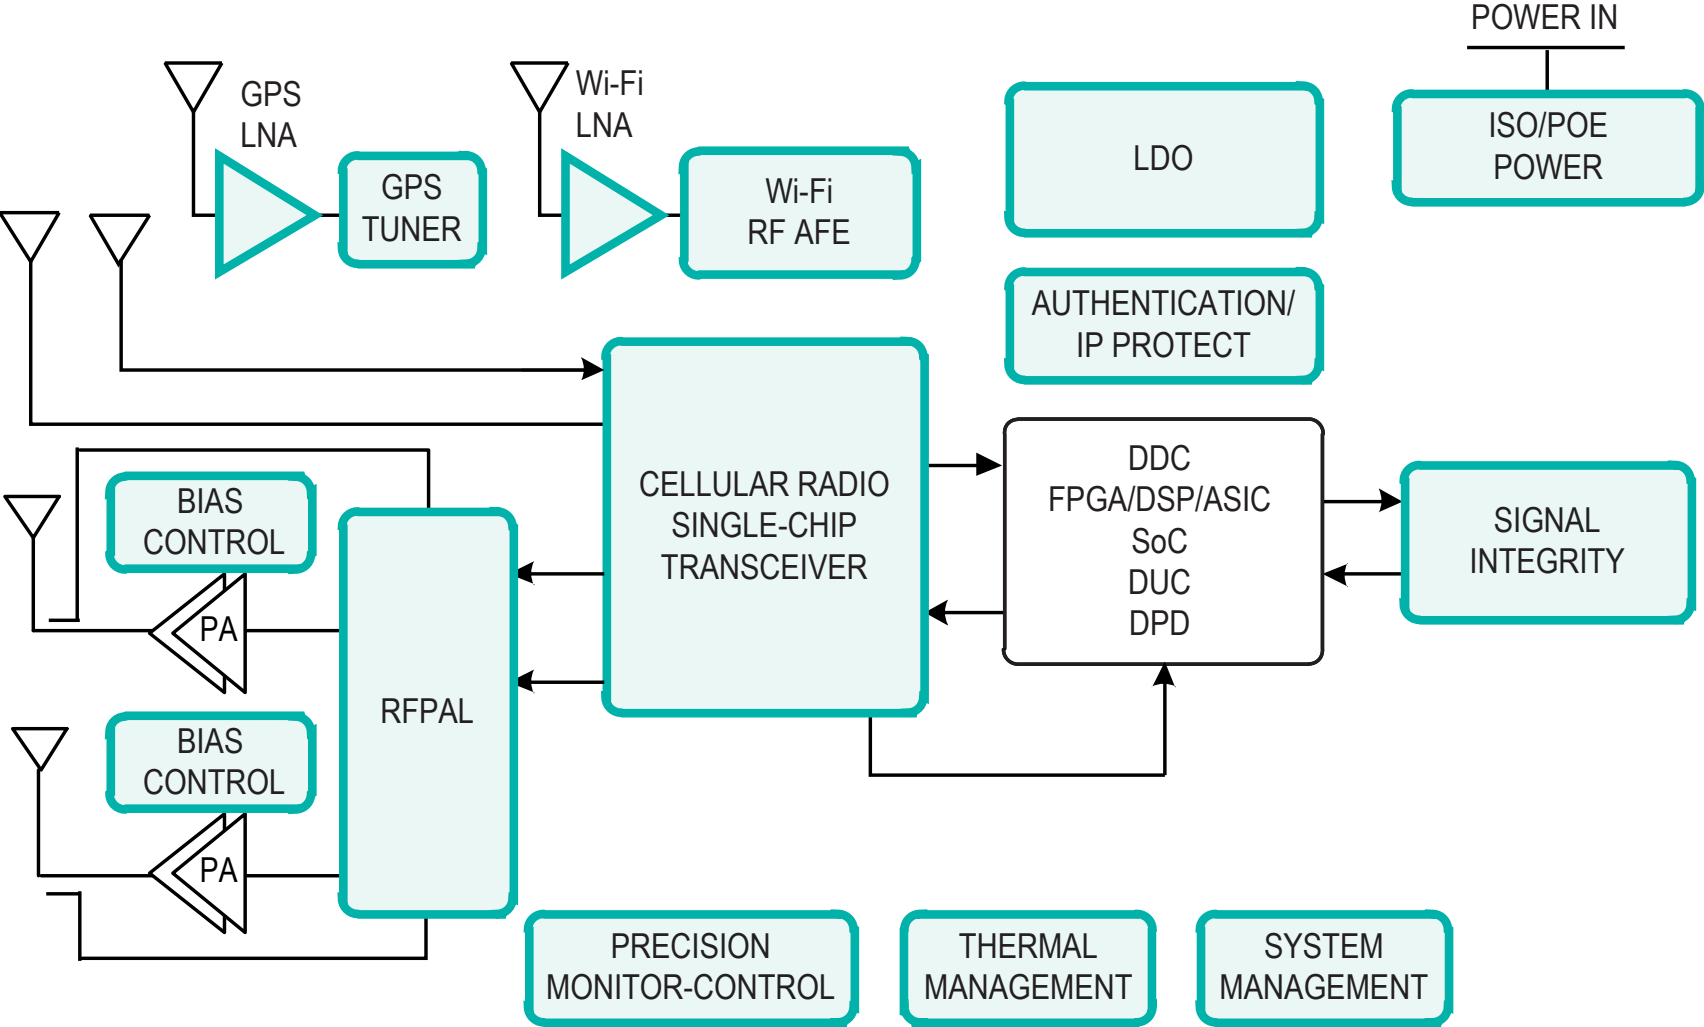 POWER IN
GPS
LNA
Wi-Fi
LNA
GPS
TUNER
Wi-Fi
RF AFE
LDO
ISO/POE
POWER
AUTHENTICATION/
IP PROTECT
CELLULAR RADIO
SINGLE-CHIP
TRANSCEIVER
DDC
FPGA/DSP/ASIC
SoC
DUC
DPD
SIGNAL
INTEGRITY
BIAS
CONTROL
PA
RFPAL
BIAS
CONTROL
PA
PRECISION
MONITOR-CONTROL
THERMAL
MANAGEMENT
SYSTEM
MANAGEMENT